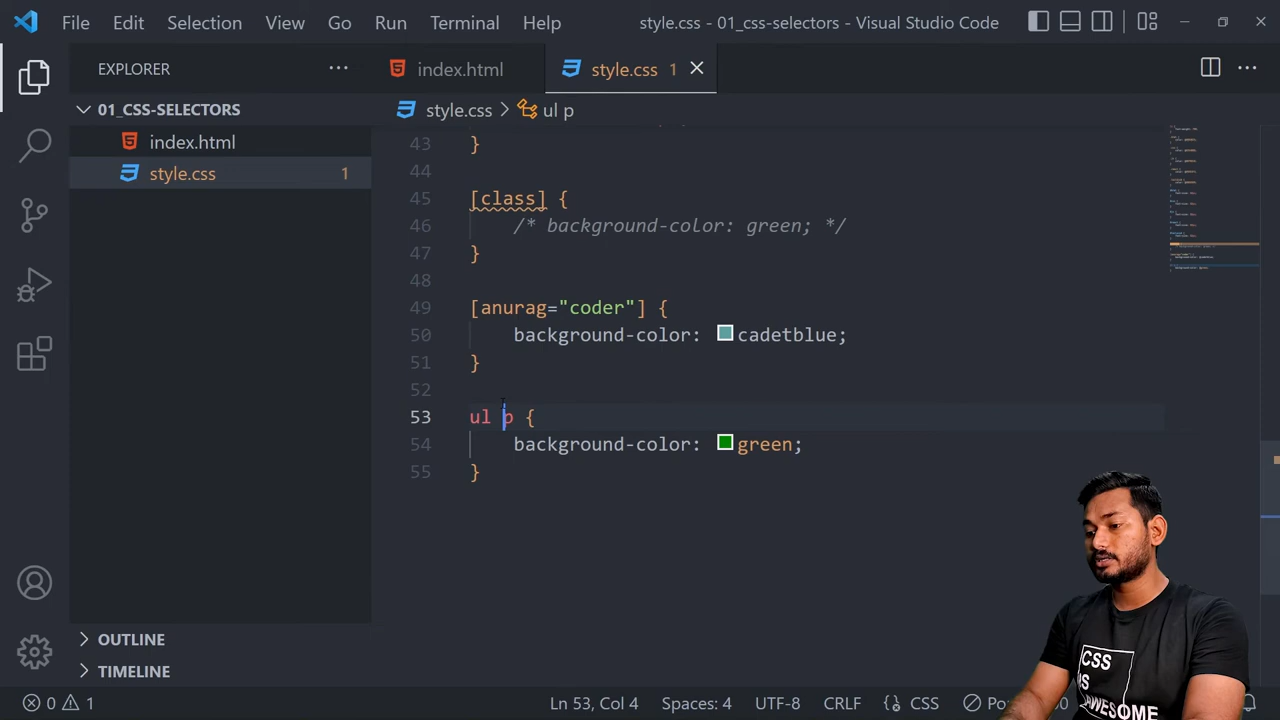 File Edit Selection View Go Run Terminal Help style.css - 01_css-selectors - Visual Studio Code
EXPLORER
index.html style.css 1
01_CSS-SELECTORS
style.css > ul p
index.html
style.css 1
43 }
44
45 [class] {
46 /* background-color: green; */
47 }
48
49 [anurag="coder"] {
50 background-color: cadetblue;
51 }
52
53 ul p {
54 background-color: green;
55 }
OUTLINE
TIMELINE
CSS
IS
AWESOME
0 1 Ln 53, Col 4 Spaces: 4 UTF-8 CRLF CSS